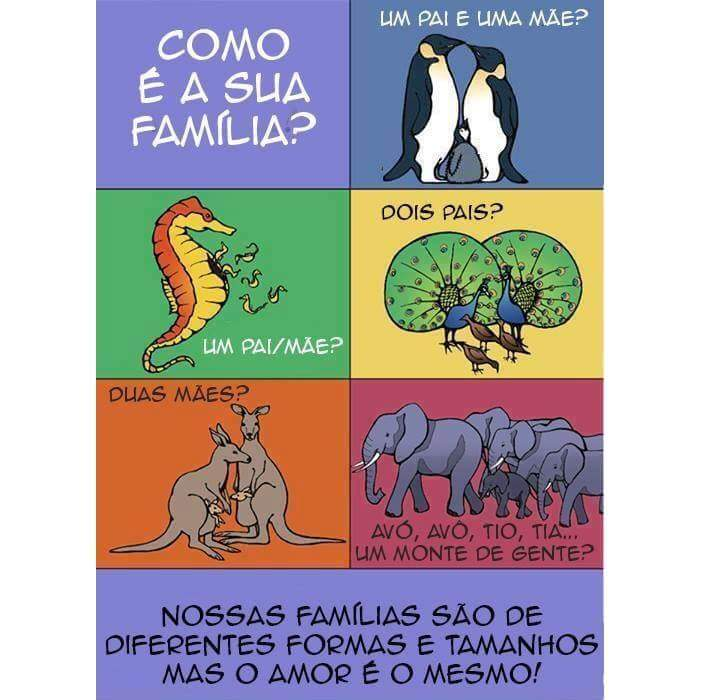 COMO
É A SUA
FAMÍLIA?
UM PAI E UMA MÃE?
UM PAI/MÃE?
DOIS PAIS?
DUAS MÃES?
AVÓ, AVÔ, TIO, TIA...
UM MONTE DE GENTE?
NOSSAS FAMÍLIAS SÃO DE
DIFERENTES FORMAS E TAMANHOS
MAS O AMOR É O MESMO!